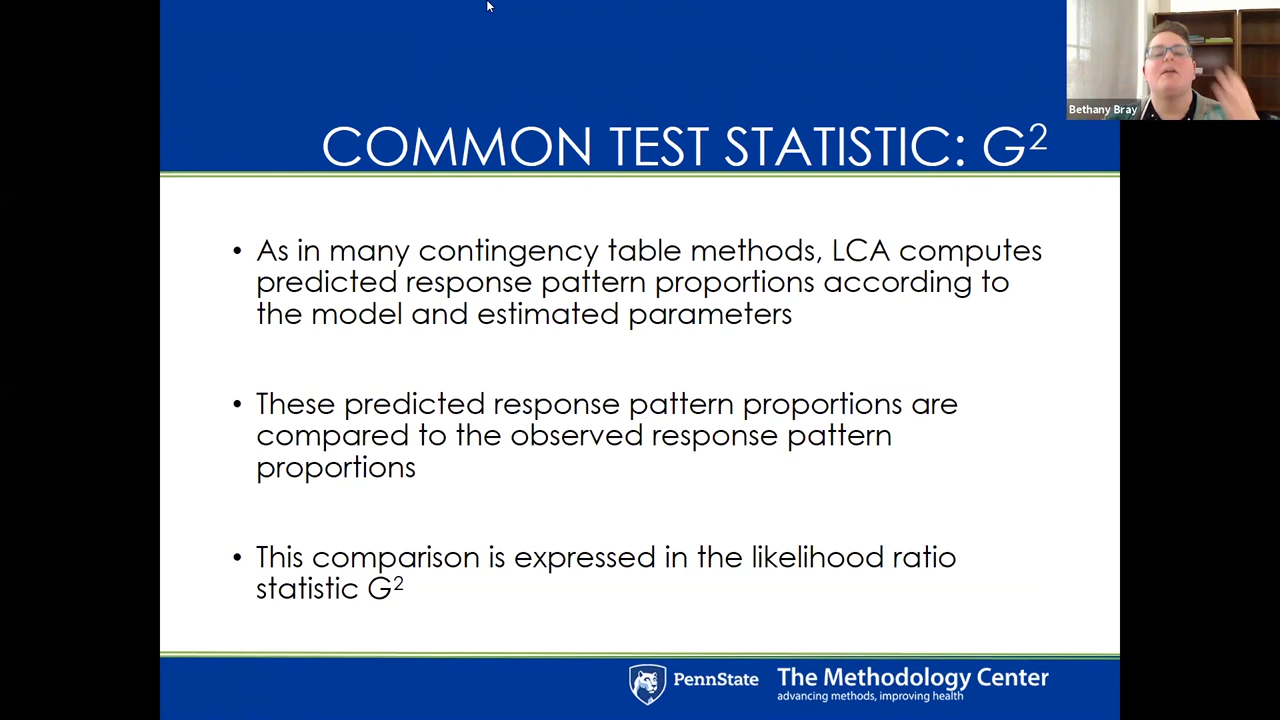 Bethany Bray
COMMON TEST STATISTIC: G²
• As in many contingency table methods, LCA computes
predicted response pattern proportions according to
the model and estimated parameters
• These predicted response pattern proportions are
compared to the observed response pattern
proportions
• This comparison is expressed in the likelihood ratio
statistic G²
PennState
The Methodology Center
advancing methods, improving health